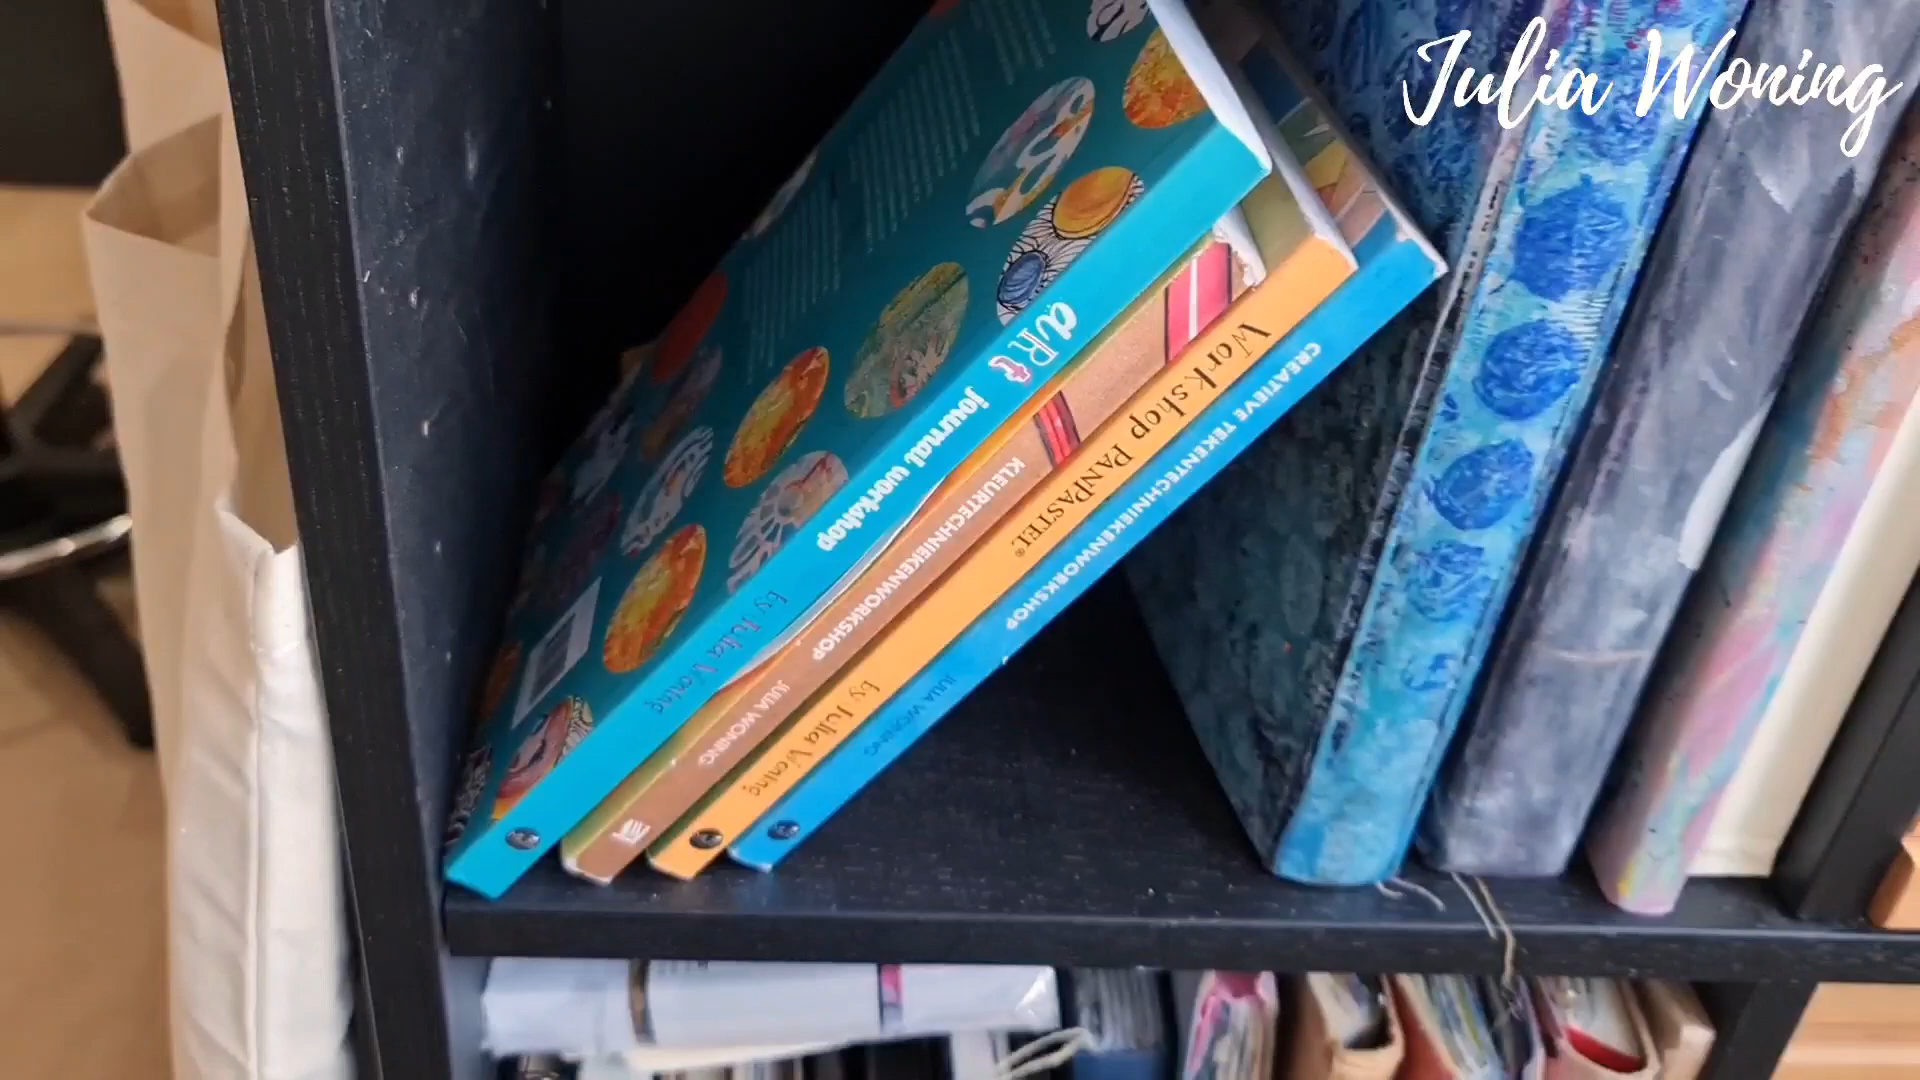 Julia Woning
aRt journal workshop by Julia Woning
KLEURTECHNIEKENWORKSHOP JULIA WONING
Workshop PanPastel® by Julia Woning
CREATIEVE TEKENTECHNIEKENWORKSHOP JULIA WONING